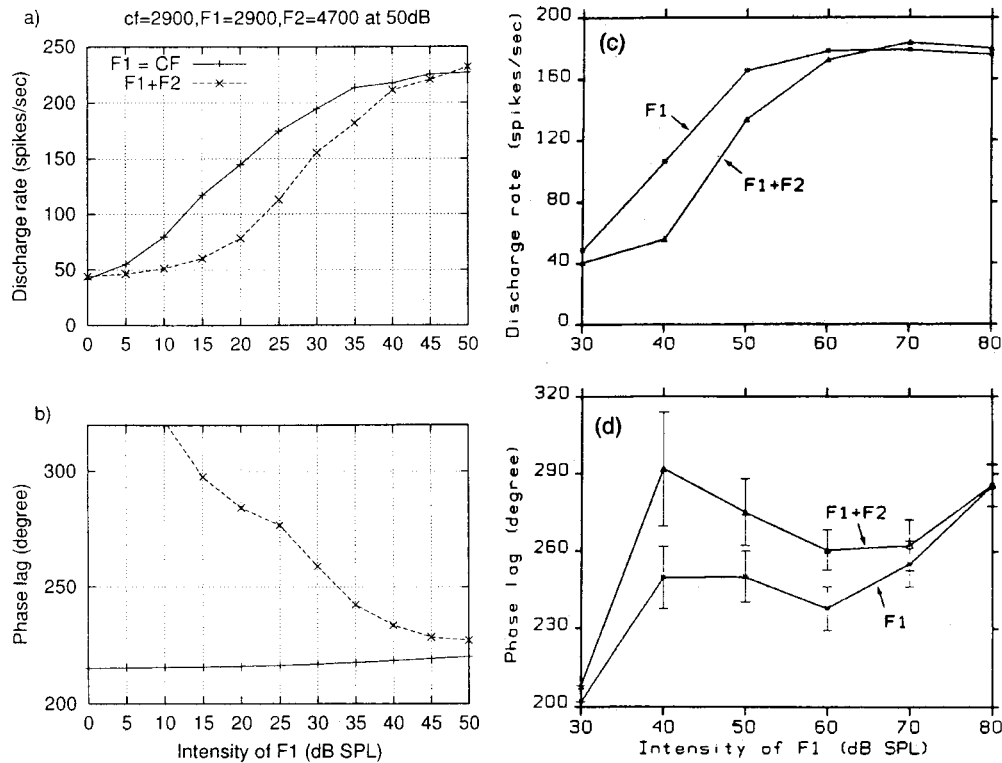 a)
cf=2900,F1=2900,F2=4700 at 50dB
Discharge rate (spikes/sec)
250
200
150
100
50
0
F1 = CF
F1+F2
0 5 10 15 20 25 30 35 40 45 50
b)
Phase lag (degree)
300
250
200
0 5 10 15 20 25 30 35 40 45 50
Intensity of F1 (dB SPL)
(c)
Discharge rate (spikes/sec)
200
160
120
80
40
0
F1
F1+F2
30 40 50 60 70 80
(d)
Phase lag (degree)
320
290
260
230
200
F1+F2
F1
30 40 50 60 70 80
Intensity of F1 (dB SPL)